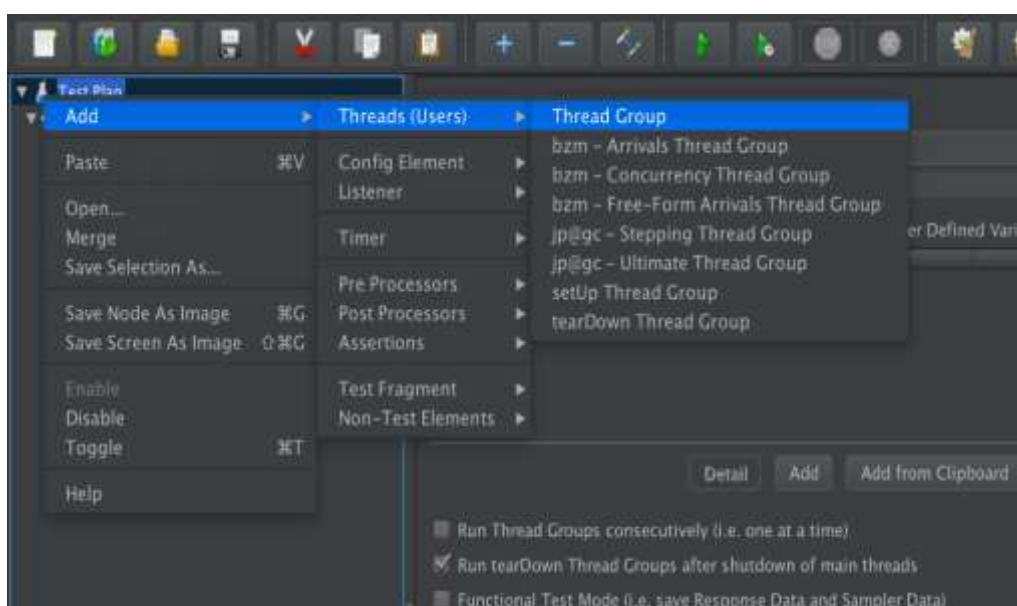 Test Plan
Add
Paste ⌘V
Open...
Merge
Save Selection As...
Save Node As Image ⌘G
Save Screen As Image ⇧⌘G
Enable
Disable
Toggle ⌘T
Help
Threads (Users)
Config Element
Listener
Timer
Pre Processors
Post Processors
Assertions
Test Fragment
Non-Test Elements
Thread Group
bzm - Arrivals Thread Group
bzm - Concurrency Thread Group
bzm - Free-Form Arrivals Thread Group
jp@gc - Stepping Thread Group
jp@gc - Ultimate Thread Group
setUp Thread Group
tearDown Thread Group
er Defined Vari
Detail Add Add from Clipboard
Run Thread Groups consecutively (i.e. one at a time)
Run tearDown Thread Groups after shutdown of main threads
Functional Test Mode (i.e. save Response Data and Sampler Data)